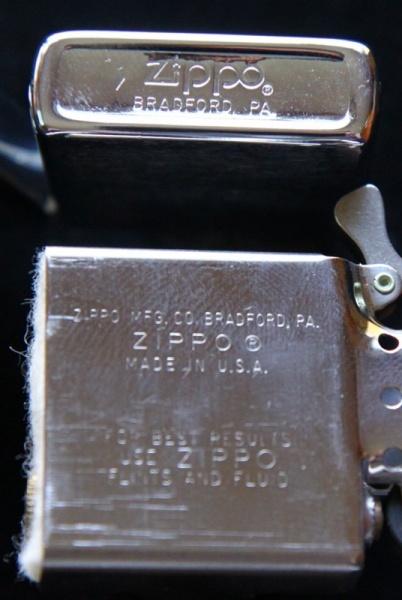 Zippo®
BRADFORD, PA.
ZIPPO MFG. CO. BRADFORD, PA.
ZIPPO ®
MADE IN U.S.A.
FOR BEST RESULTS
USE ZIPPO
FLINTS AND FLUID